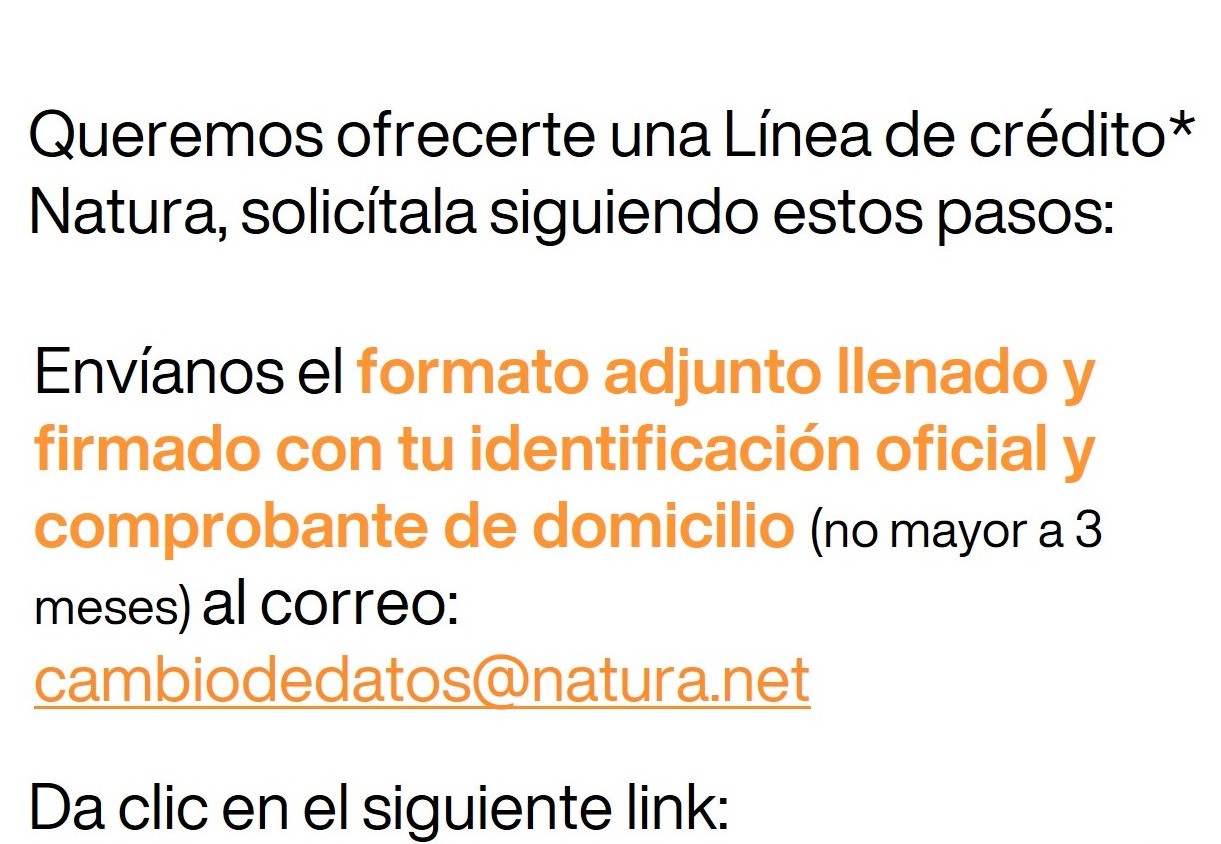 Queremos ofrecerte una Línea de crédito*
Natura, solicítala siguiendo estos pasos:
Envíanos el formato adjunto llenado y
firmado con tu identificación oficial y
comprobante de domicilio (no mayor a 3
meses) al correo:
cambiodedatos@natura.net
Da clic en el siguiente link: